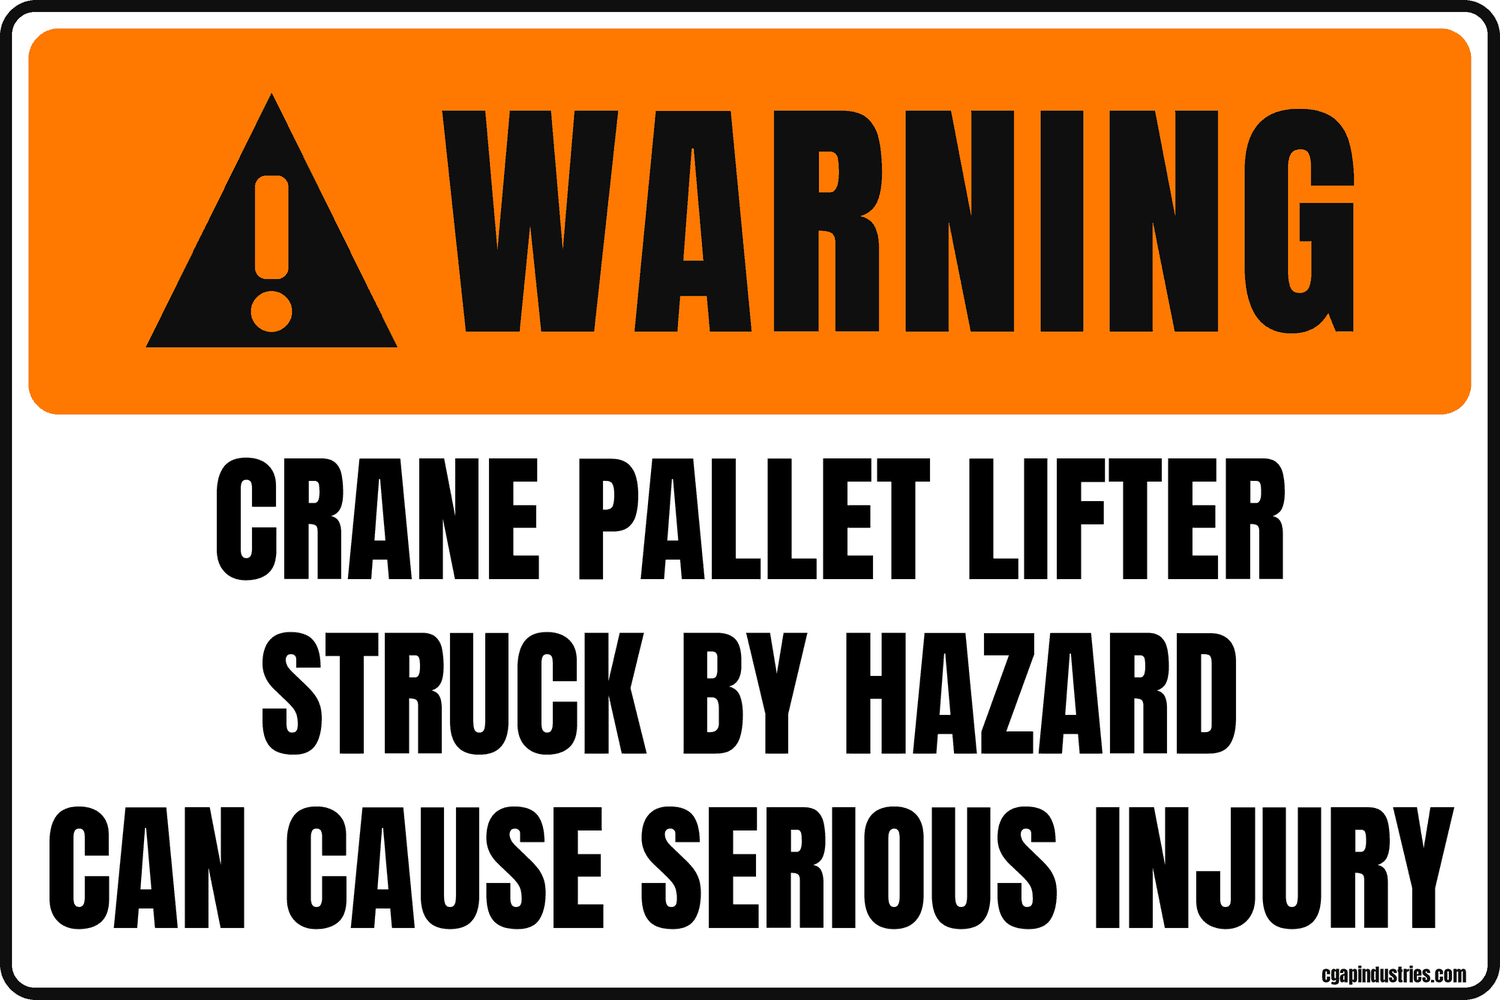 WARNING
CRANE PALLET LIFTER
STRUCK BY HAZARD
CAN CAUSE SERIOUS INJURY
cgapindustries.com